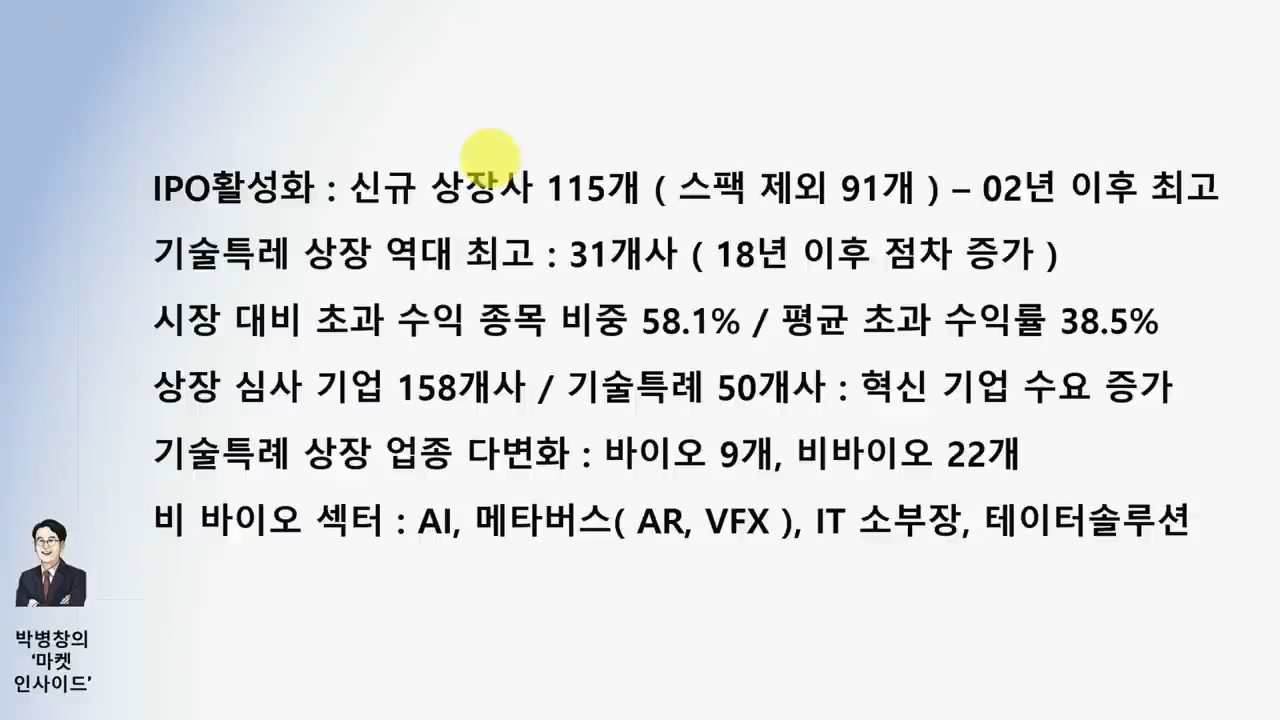 IPO활성화 : 신규 상장사 115개 ( 스팩 제외 91개 ) – 02년 이후 최고
기술특레 상장 역대 최고 : 31개사 ( 18년 이후 점차 증가 )
시장 대비 초과 수익 종목 비중 58.1% / 평균 초과 수익률 38.5%
상장 심사 기업 158개사 / 기술특례 50개사 : 혁신 기업 수요 증가
기술특례 상장 업종 다변화 : 바이오 9개, 비바이오 22개
비 바이오 섹터 : AI, 메타버스( AR, VFX ), IT 소부장, 테이터솔루션
박병창의
‘마켓
인사이드’